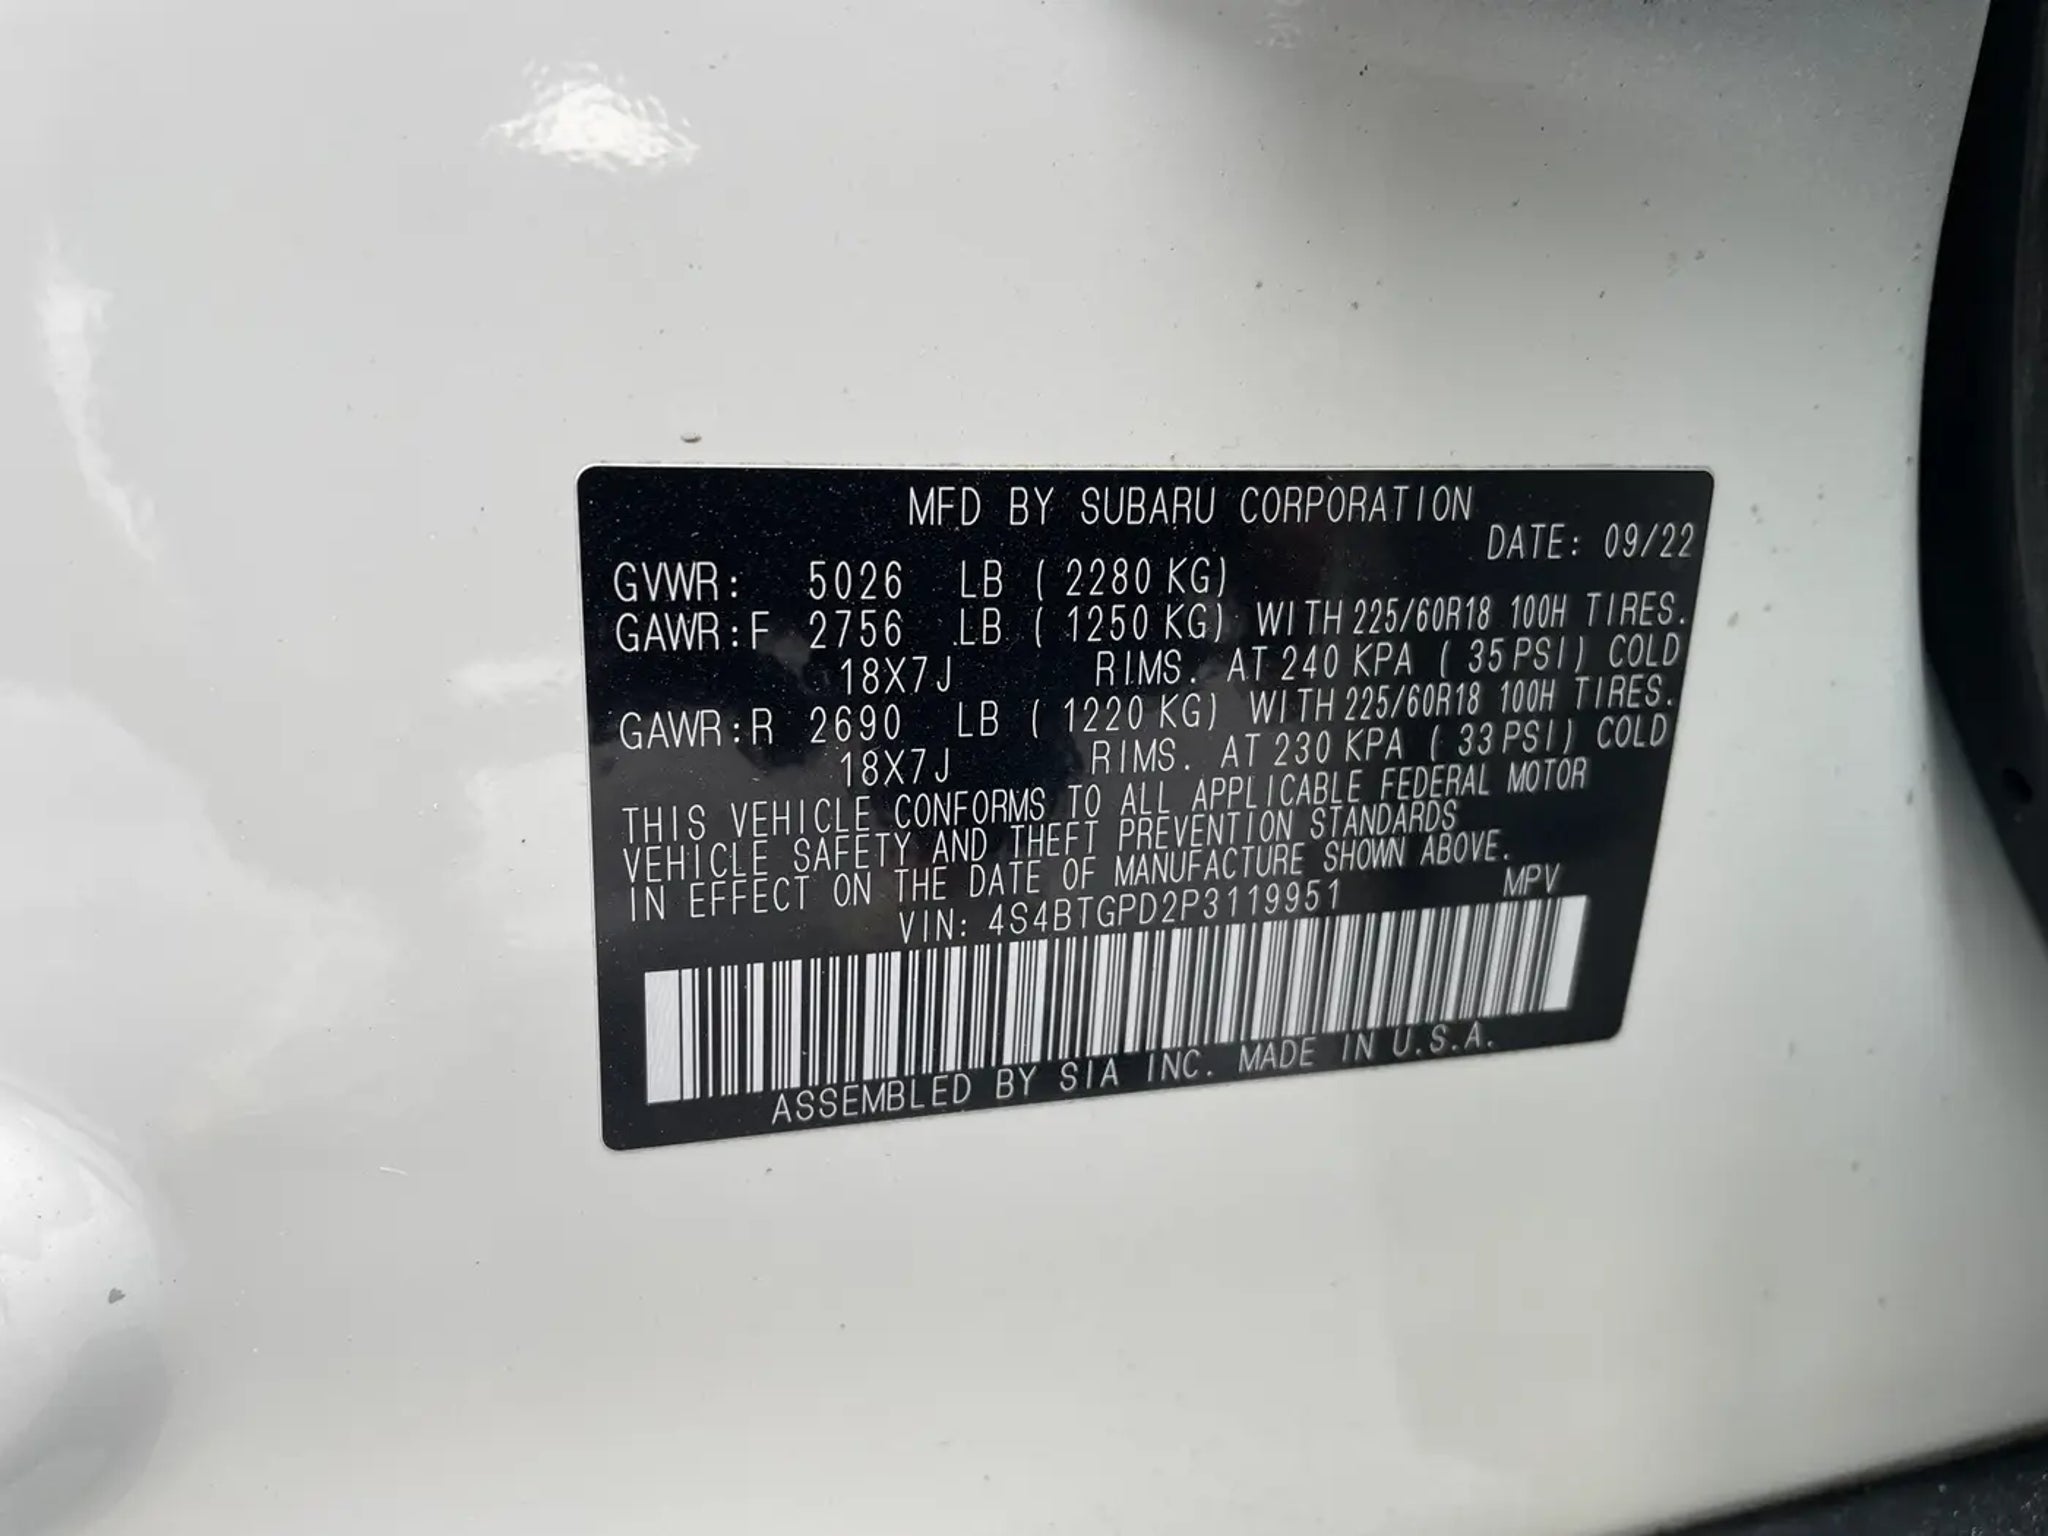 MFD BY SUBARU CORPORATION
DATE: 09/22
GVWR: 5026 LB ( 2280 KG)
GAWR:F 2756 LB ( 1250 KG) WITH 225/60R18 100H TIRES.
18X7J RIMS. AT 240 KPA ( 35 PSI) COLD
GAWR:R 2690 LB ( 1220 KG) WITH 225/60R18 100H TIRES.
18X7J RIMS. AT 230 KPA ( 33 PSI) COLD
THIS VEHICLE CONFORMS TO ALL APPLICABLE FEDERAL MOTOR
VEHICLE SAFETY AND THEFT PREVENTION STANDARDS
IN EFFECT ON THE DATE OF MANUFACTURE SHOWN ABOVE.
VIN: 4S4BTGPD2P3119951 MPV
ASSEMBLED BY SIA INC. MADE IN U.S.A.